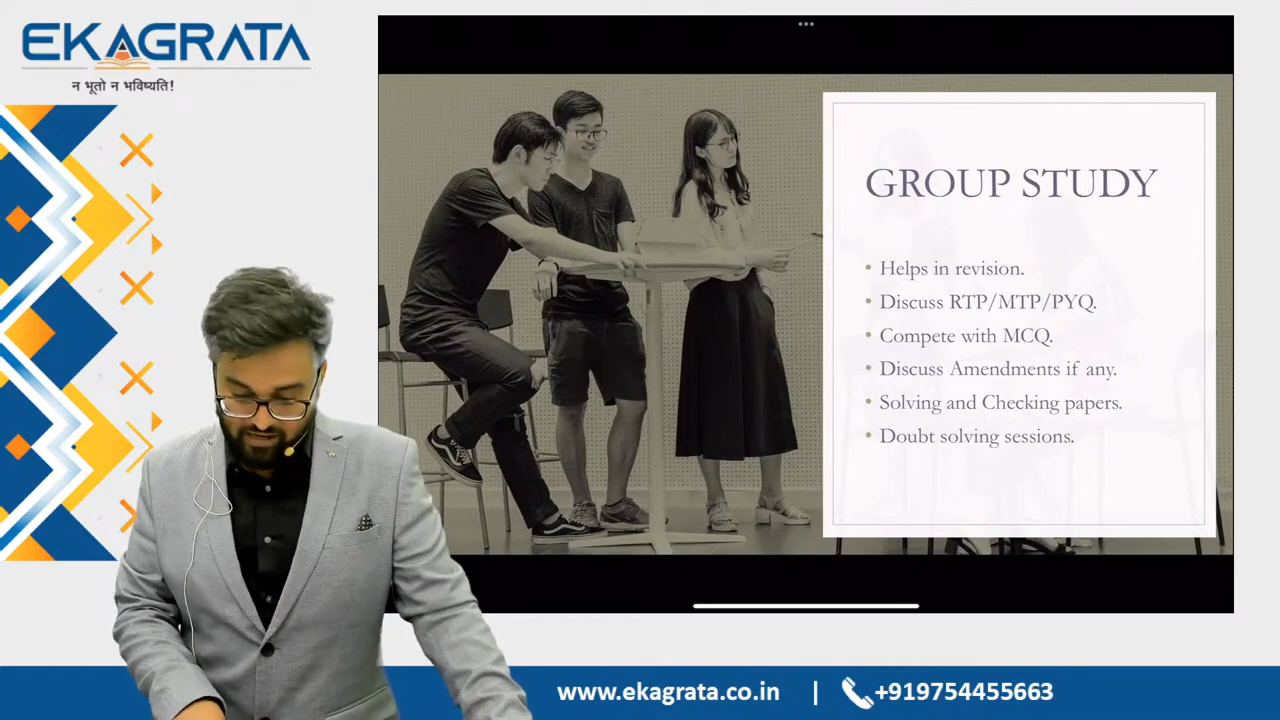 EKAGRATA
न भूतो न भविष्यति!
GROUP STUDY
• Helps in revision.
• Discuss RTP/MTP/PYQ.
• Compete with MCQ.
• Discuss Amendments if any.
• Solving and Checking papers.
• Doubt solving sessions.
www.ekagrata.co.in | +919754455663